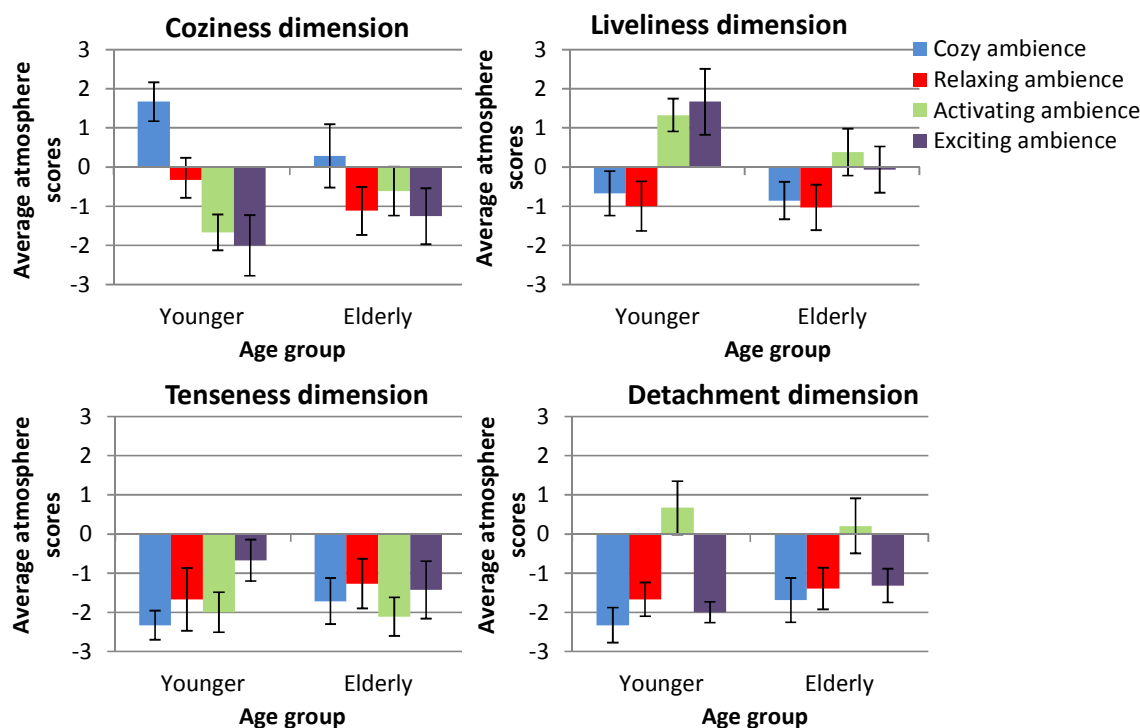 Coziness dimension
3
2
1
0
-1
-2
-3
Average atmosphere
scores
Younger
Elderly
Age group
Liveliness dimension
3
2
1
0
-1
-2
-3
Average atmosphere
scores
Younger
Elderly
Age group
Cozy ambience
Relaxing ambience
Activating ambience
Exciting ambience
Tenseness dimension
3
2
1
0
-1
-2
-3
Average atmosphere
scores
Younger
Elderly
Age group
Detachment dimension
3
2
1
0
-1
-2
-3
Average atmosphere
scores
Younger
Elderly
Age group